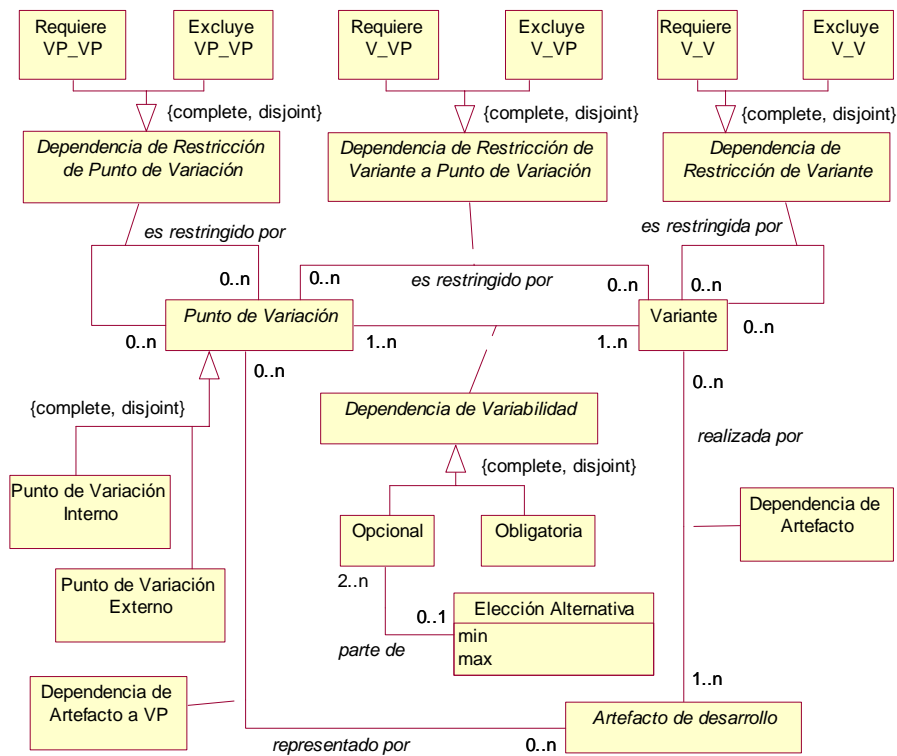 Requiere
VP_VP
Excluye
VP_VP
Requiere
V_VP
Excluye
V_VP
Requiere
V_V
Excluye
V_V
{complete, disjoint}
{complete, disjoint}
{complete, disjoint}
Dependencia de Restricción
de Punto de Variación
Dependencia de Restricción de
Variante a Punto de Variación
Dependencia de
Restricción de Variante
es restringido por
es restringida por
0..n
0..n
es restringido por
0..n
0..n
Punto de Variación
Variante
0..n
1..n
1..n
0..n
0..n
0..n
{complete, disjoint}
Dependencia de Variabilidad
realizada por
{complete, disjoint}
Punto de Variación
Interno
Opcional
Obligatoria
Dependencia de
Artefacto
2..n
Punto de Variación
Externo
0..1
Elección Alternativa
min
max
parte de
Dependencia de
Artefacto a VP
1..n
Artefacto de desarrollo
representado por
0..n